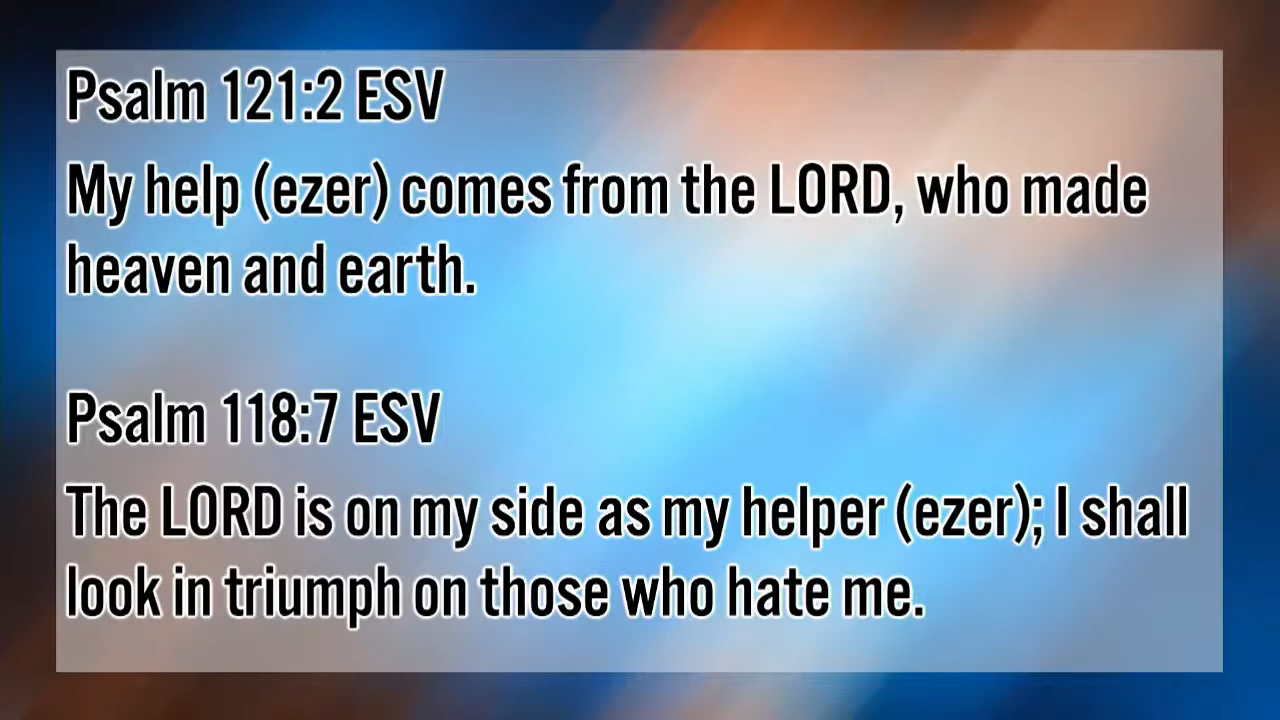 Psalm 121:2 ESV
My help (ezer) comes from the LORD, who made
heaven and earth.
Psalm 118:7 ESV
The LORD is on my side as my helper (ezer); I shall
look in triumph on those who hate me.